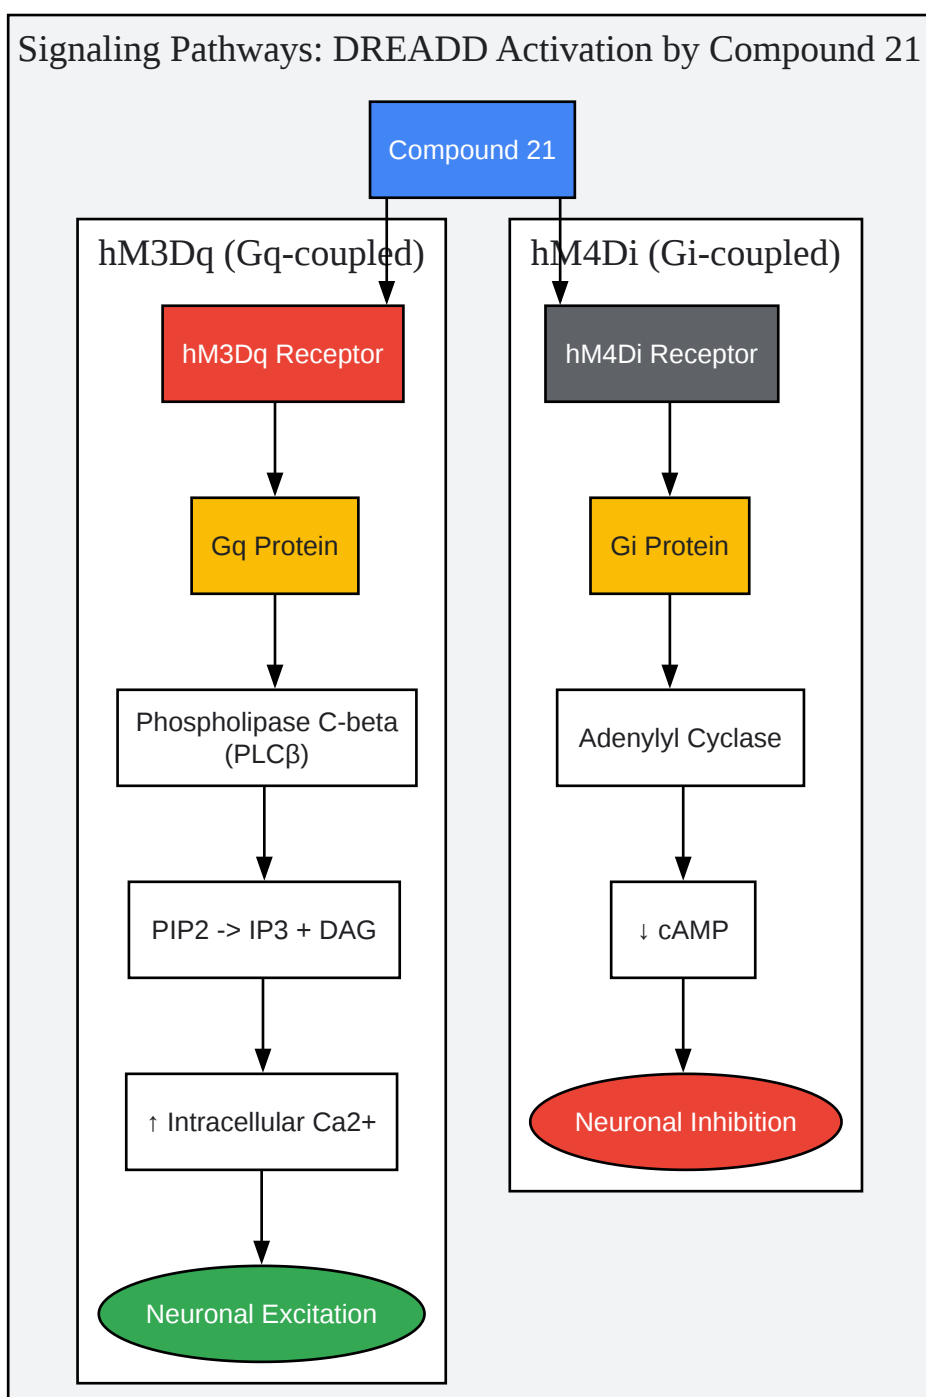 Signaling Pathways: DREADD Activation by Compound 21
Compound 21
hM3Dq (Gq-coupled)
hM3Dq Receptor
Gq Protein
Phospholipase C-beta
(PLCβ)
PIP2 -> IP3 + DAG
↑ Intracellular Ca2+
Neuronal Excitation
hM4Di (Gi-coupled)
hM4Di Receptor
Gi Protein
Adenylyl Cyclase
↓ cAMP
Neuronal Inhibition